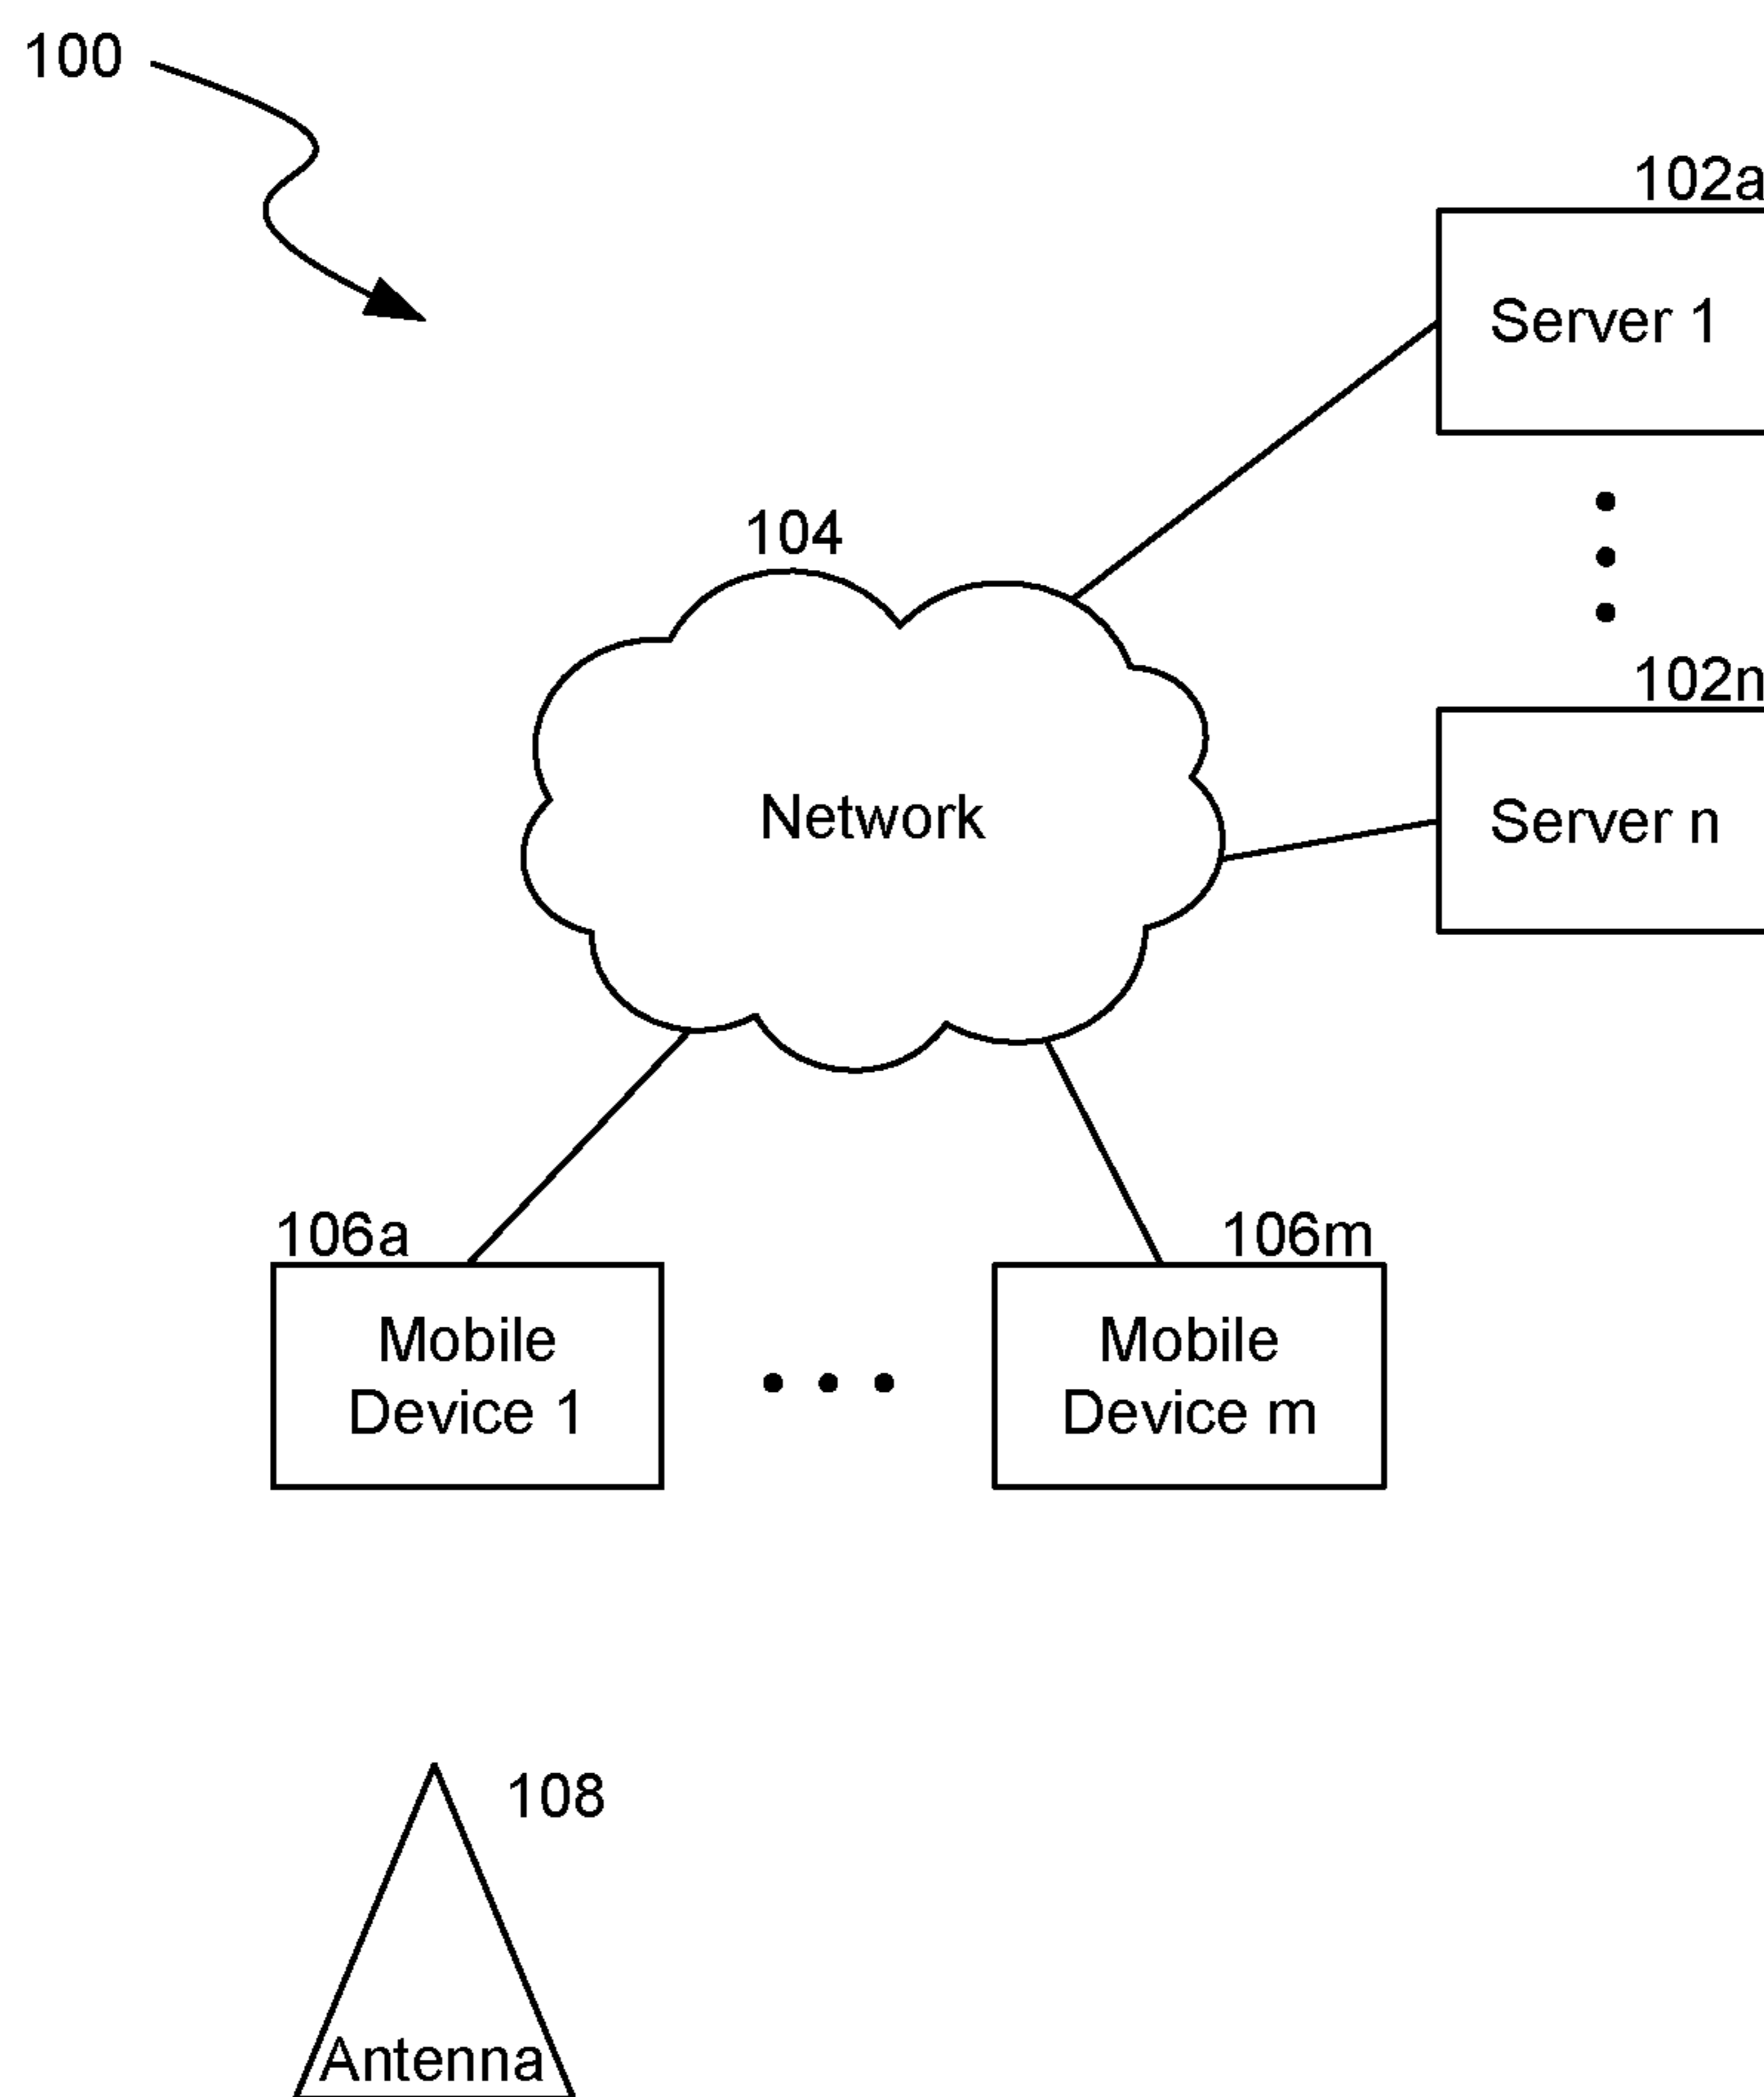 100
102a
Server 1
104
102n
Network
Server n
106a
106m
Mobile
Device 1
Mobile
Device m
108
Antenna